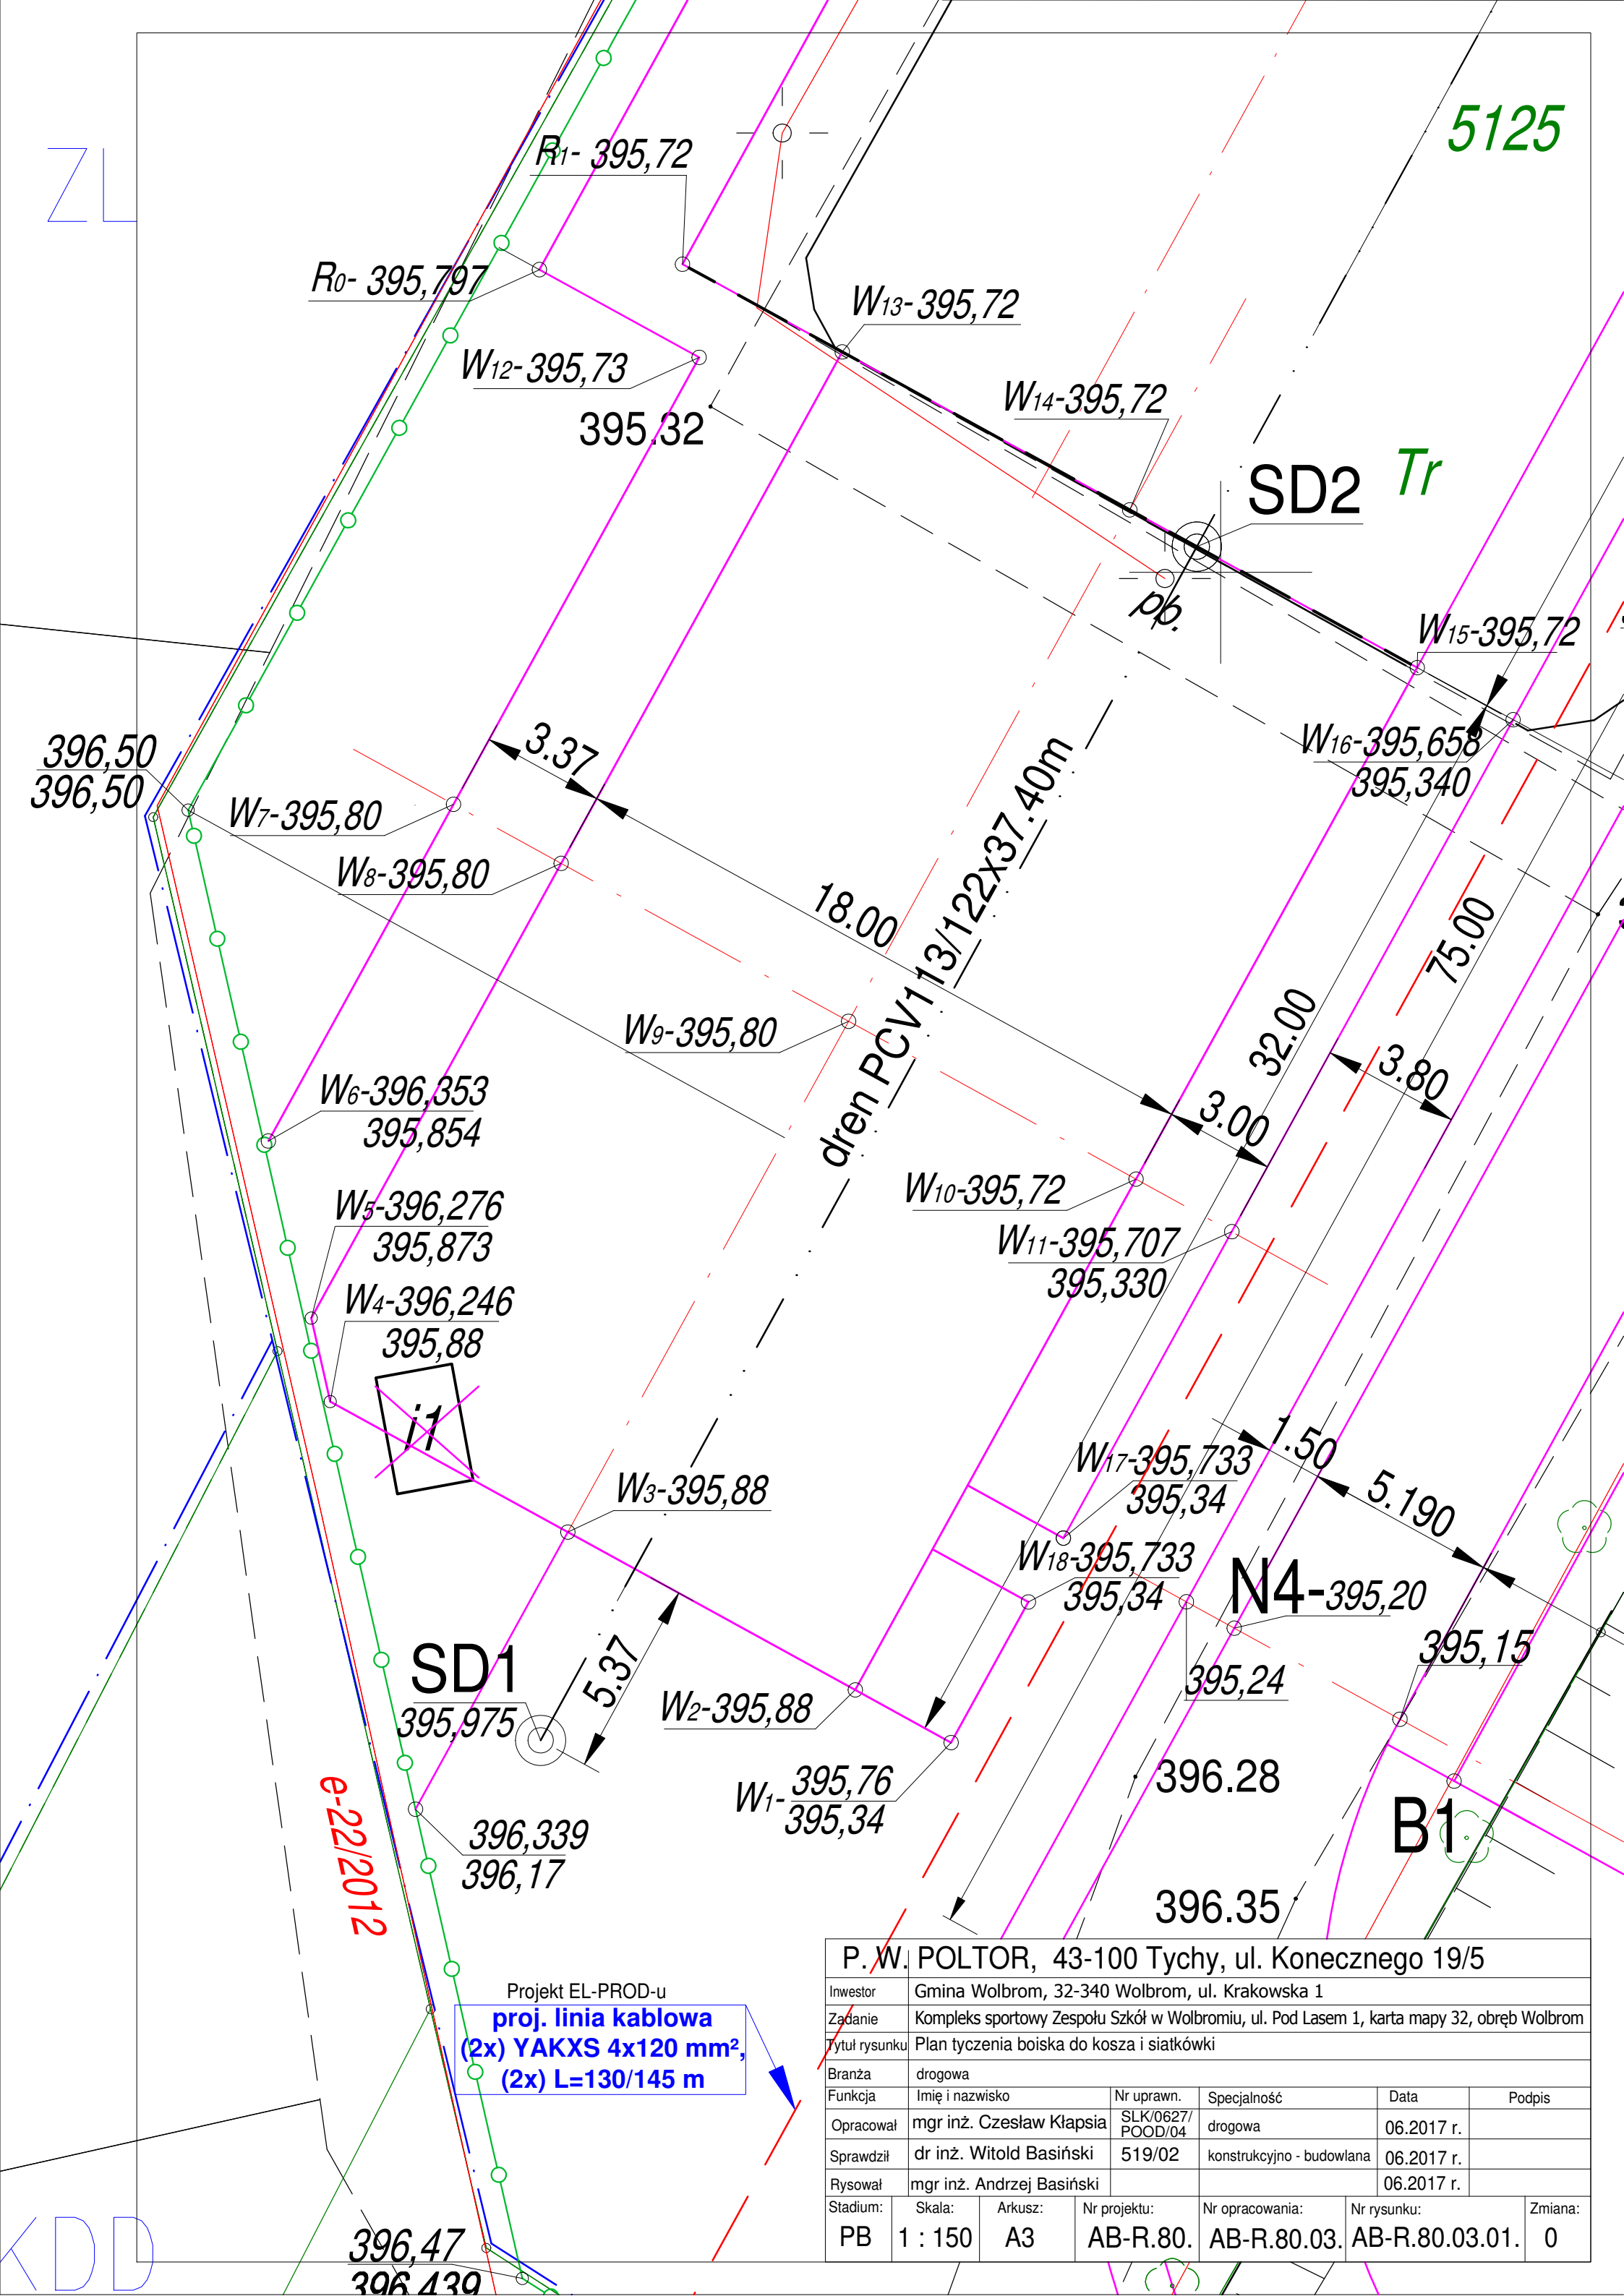 5125
ZL
R1- 395,72
R0- 395,797
W13-395,72
W12-395,73
395.32
W14-395,72
SD2
Tr
pb.
W15-395,72
W16-395,658
395,340
396,50
396,50
3.37
W7-395,80
W8-395,80
18.00
dren PCV113/122x37.40m
75.00
32.00
3.80
3.00
W9-395,80
W6-396,353
395,854
W10-395,72
W5-396,276
395,873
W11-395,707
395,330
W4-396,246
395,88
i1
W3-395,88
W17-395,733
395,34
1.50
5.190
W18-395,733
395,34
N4-395,20
395,15
395,24
SD1
395,975
5.37
W2-395,88
W1- 395,76
395,34
396.28
B1
396,339
396,17
396.35
e-22/2012
Projekt EL-PROD-u
proj. linia kablowa
(2x) YAKXS 4x120 mm²,
(2x) L=130/145 m
KDD
396,47
396,439
P. W. POLTOR, 43-100 Tychy, ul. Konecznego 19/5
Inwestor Gmina Wolbrom, 32-340 Wolbrom, ul. Krakowska 1
Zadanie Kompleks sportowy Zespołu Szkół w Wolbromiu, ul. Pod Lasem 1, karta mapy 32, obręb Wolbrom
Tytuł rysunku Plan tyczenia boiska do kosza i siatkówki
Branża drogowa
Funkcja Imię i nazwisko Nr uprawn. Specjalność Data Podpis
Opracował mgr inż. Czesław Kłapsia SLK/0627/POOD/04 drogowa 06.2017 r.
Sprawdził dr inż. Witold Basiński 519/02 konstrukcyjno - budowlana 06.2017 r.
Rysował mgr inż. Andrzej Basiński 06.2017 r.
Stadium: Skala: Arkusz: Nr projektu: Nr opracowania: Nr rysunku: Zmiana:
PB 1 : 150 A3 AB-R.80. AB-R.80.03. AB-R.80.03.01. 0